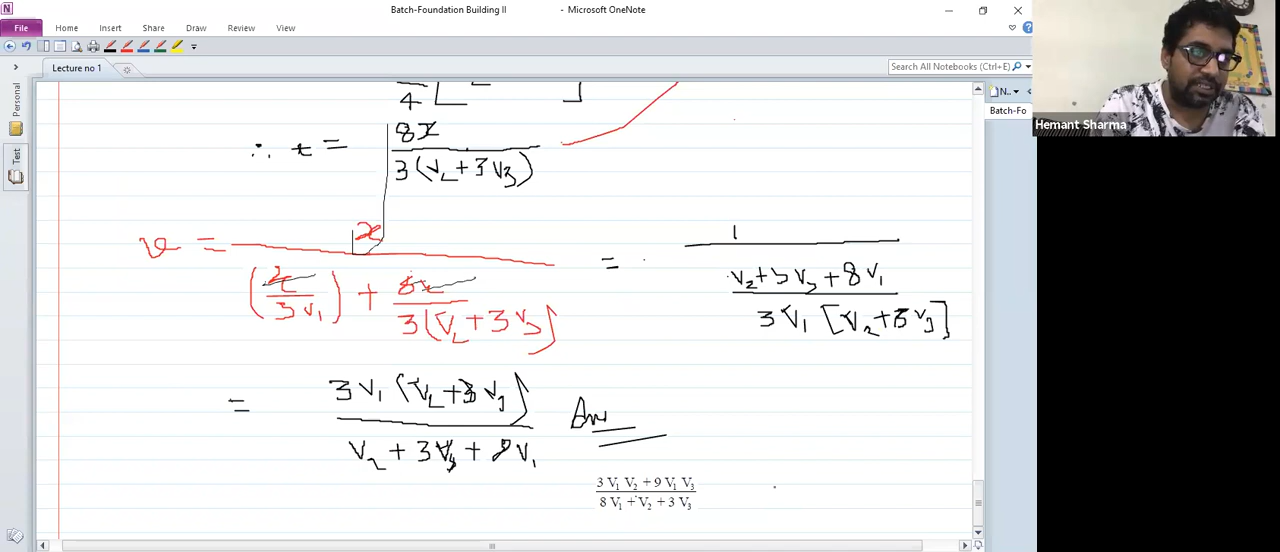 Batch-Foundation Building II - Microsoft OneNote
File Home Insert Share Draw Review View
Lecture no 1
Search All Notebooks (Ctrl+E)
Personal
Test
N..
Batch-Fo
Hemant Sharma
4 [ ]
∴ t = 8x
3(V2 + 3V3)
v = x
(x/3V1) + 8x/3(V2 + 3V3)
= 1
V2 + 3V3 + 8V1
3V1 [V2 + 3V3]
= 3V1 (V2 + 3V3) Ans
V2 + 3V3 + 8V1
3 V1 V2 + 9 V1 V3
8 V1 + V2 + 3 V3